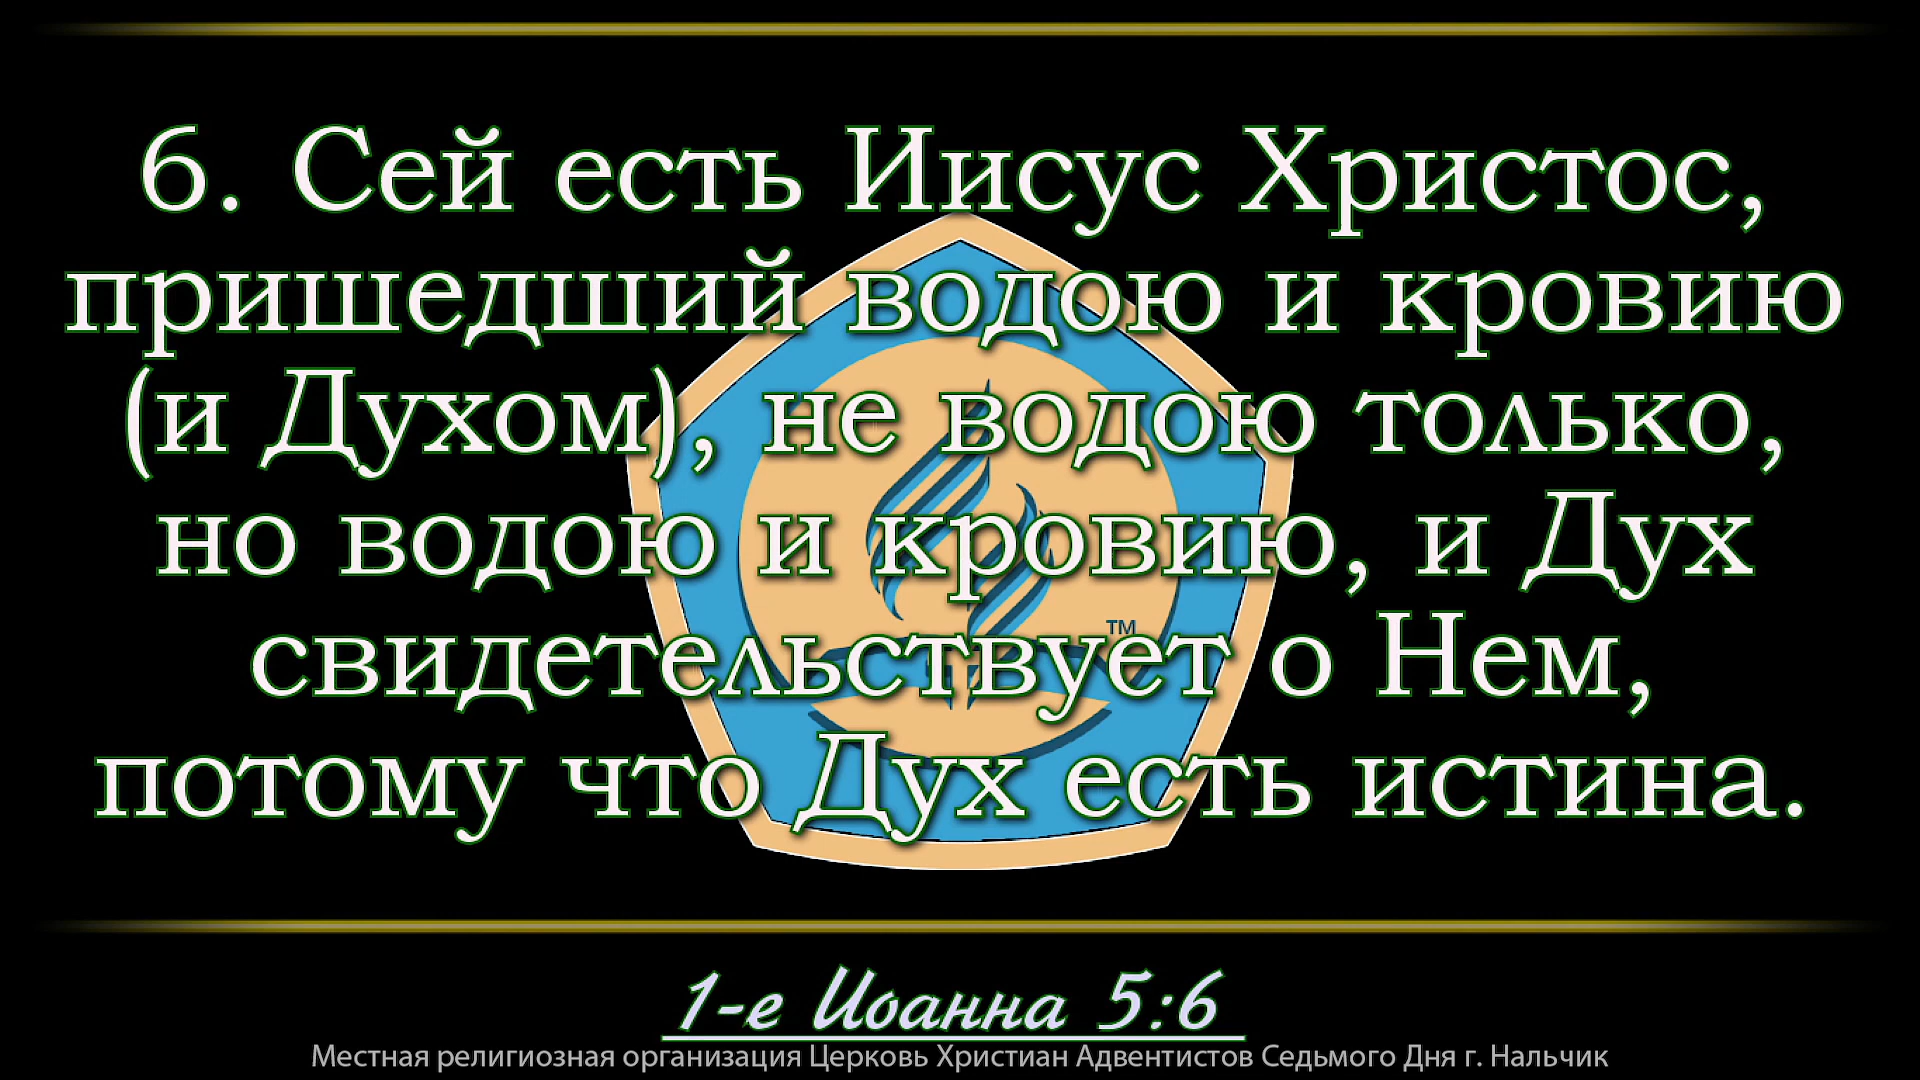 6. Сей есть Иисус Христос,
пришедший водою и кровию
(и Духом), не водою только,
но водою и кровию, и Дух
TM
свидетельствует о Нем,
потому что Дух есть истина.
1-е Иоанна 5:6
Местная религиозная организация Церковь Христиан Адвентистов Седьмого Дня г. Нальчик